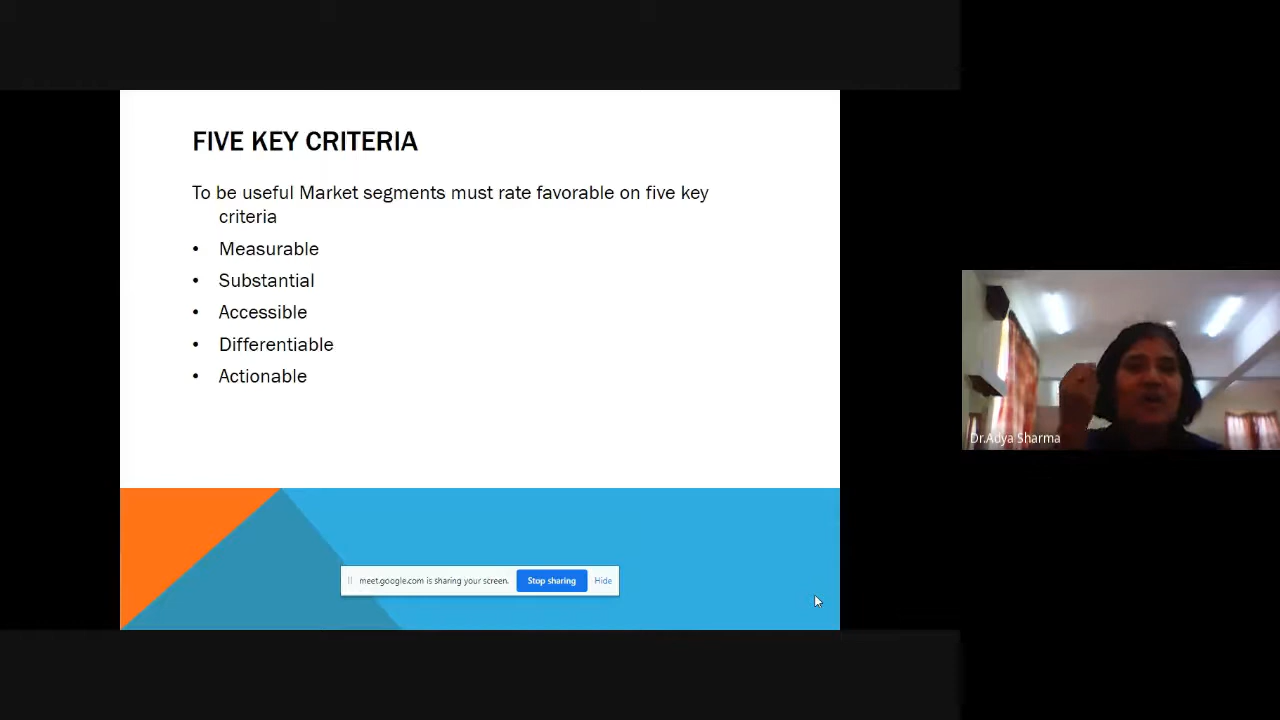 FIVE KEY CRITERIA
To be useful Market segments must rate favorable on five key
criteria
• Measurable
• Substantial
• Accessible
• Differentiable
• Actionable
meet.google.com is sharing your screen.
Stop sharing
Hide
Dr.Adya Sharma